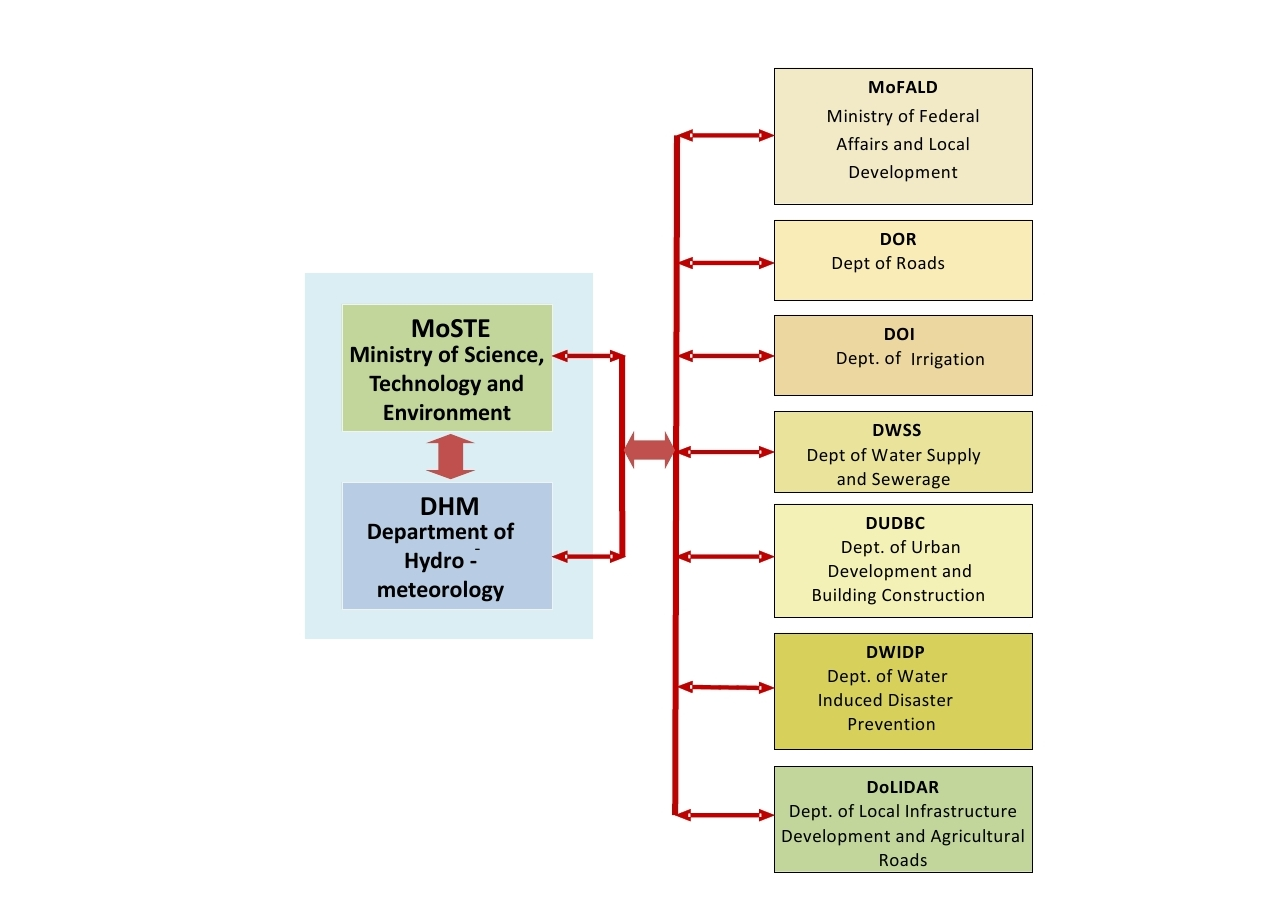 MoSTE
Ministry of Science,
Technology and
Environment
DHM
Department of
Hydro -
meteorology
MoFALD
Ministry of Federal
Affairs and Local
Development
DOR
Dept of Roads
DOI
Dept. of Irrigation
DWSS
Dept of Water Supply
and Sewerage
DUDBC
Dept. of Urban
Development and
Building Construction
DWIDP
Dept. of Water
Induced Disaster
Prevention
DoLIDAR
Dept. of Local Infrastructure
Development and Agricultural
Roads